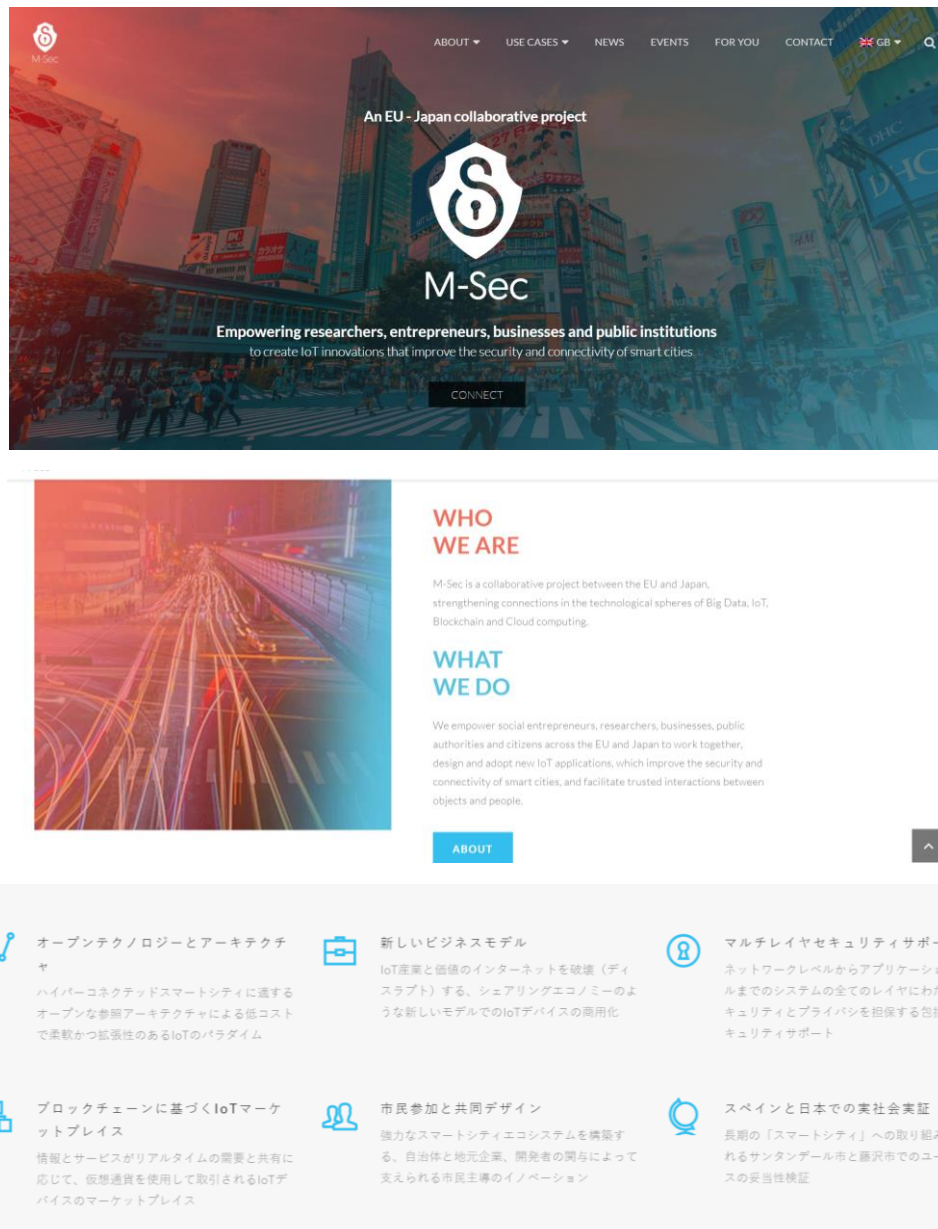 M-Sec
ABOUT
USE CASES
NEWS
EVENTS
FOR YOU
CONTACT
GB
An EU - Japan collaborative project
M-Sec
Empowering researchers, entrepreneurs, businesses and public institutions
to create IoT innovations that improve the security and connectivity of smart cities
CONNECT
DHC
H&M
カラオケ
WHO
WE ARE
M-Sec is a collaborative project between the EU and Japan,
strengthening connections in the technological spheres of Big Data, IoT,
Blockchain and Cloud computing.
WHAT
WE DO
We empower social entrepreneurs, researchers, businesses, public
authorities and citizens across the EU and Japan to work together,
design and adopt new IoT applications, which improve the security and
connectivity of smart cities, and facilitate trusted interactions between
objects and people.
ABOUT
オープンテクノロジーとアーキテクチ
ャ
ハイパーコネクテッドスマートシティに適する
オープンな参照アーキテクチャによる低コスト
で柔軟かつ拡張性のあるIoTのパラダイム
新しいビジネスモデル
IoT産業と価値のインターネットを破壊（ディ
スラプト）する、シェアリングエコノミーのよ
うな新しいモデルでのIoTデバイスの商用化
マルチレイヤセキュリティサポー
ネットワークレベルからアプリケーショ
ルまでのシステムの全てのレイヤにわた
キュリティとプライバシを担保する包括
キュリティサポート
ブロックチェーンに基づくIoTマーケ
ットプレイス
情報とサービスがリアルタイムの需要と共有に
応じて、仮想通貨を使用して取引されるIoTデ
バイスのマーケットプレイス
市民参加と共同デザイン
強力なスマートシティエコシステムを構築す
る、自治体と地元企業、開発者の関与によって
支えられる市民主導のイノベーション
スペインと日本での実社会実証
長期の「スマートシティ」への取り組み
れるサンタンデール市と藤沢市でのユー
スの妥当性検証